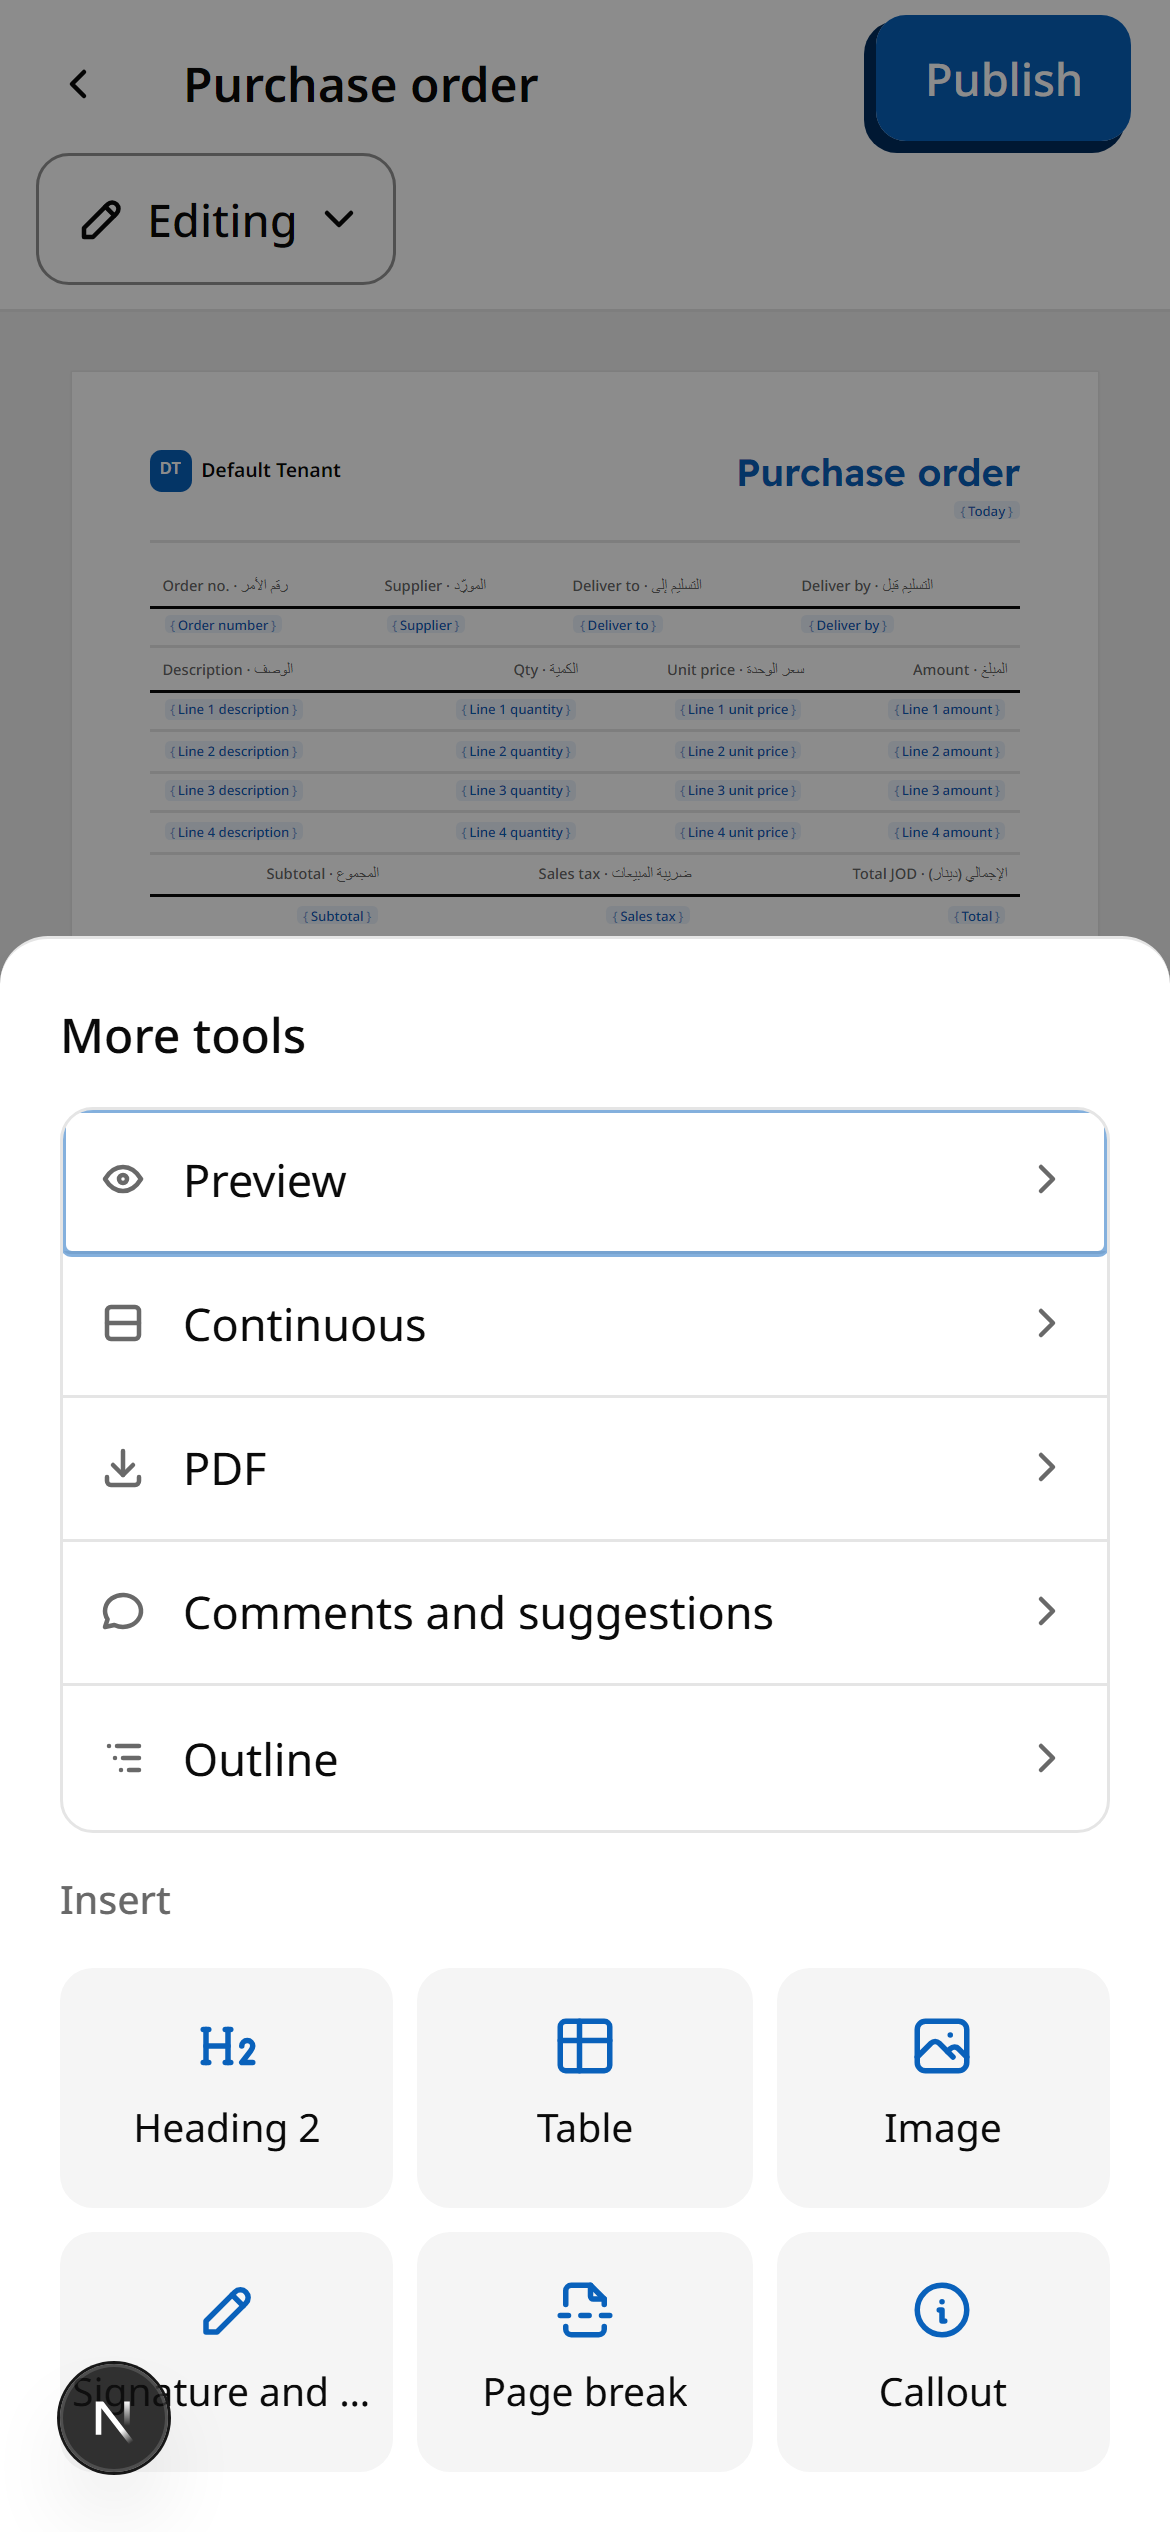 Purchase order
Publish
Editing
DT Default Tenant
Purchase order
{ Today }
Order no. · رقم الأمر Supplier · المورّد Deliver to · التسليم إلى Deliver by · التسليم قبل
{ Order number } { Supplier } { Deliver to } { Deliver by }
Description · الوصف Qty · الكمية Unit price · سعر الوحدة Amount · المبلغ
{ Line 1 description } { Line 1 quantity } { Line 1 unit price } { Line 1 amount }
{ Line 2 description } { Line 2 quantity } { Line 2 unit price } { Line 2 amount }
{ Line 3 description } { Line 3 quantity } { Line 3 unit price } { Line 3 amount }
{ Line 4 description } { Line 4 quantity } { Line 4 unit price } { Line 4 amount }
Subtotal · المجموع Sales tax · ضريبة المبيعات Total JOD · الإجمالي (دينار)
{ Subtotal } { Sales tax } { Total }
More tools
Preview
Continuous
PDF
Comments and suggestions
Outline
Insert
H2
Heading 2 Table Image
Signature and ... Page break Callout
N